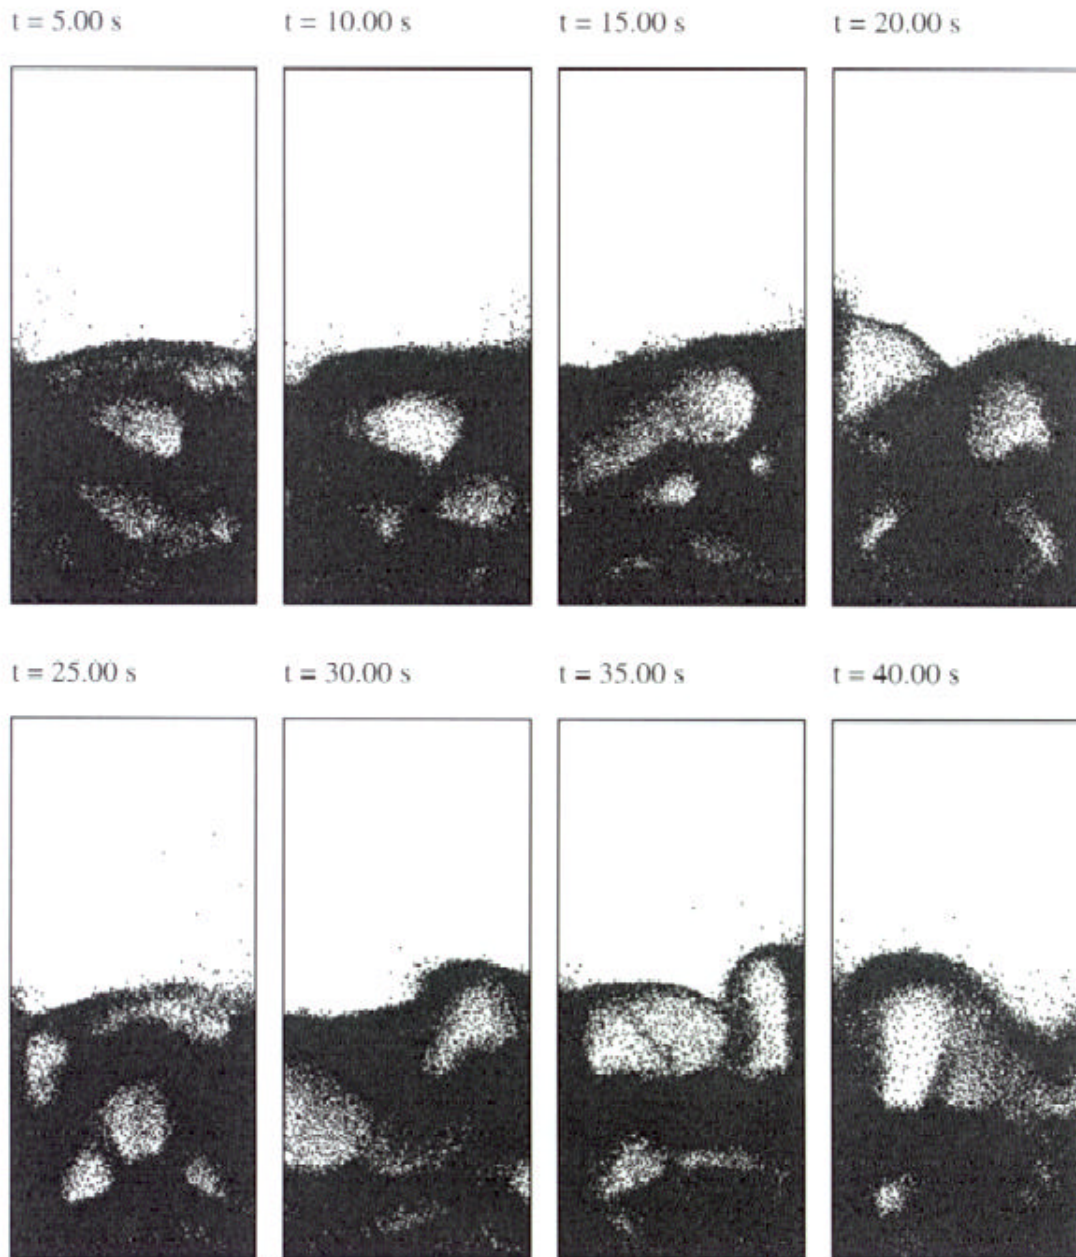 t = 5.00 s
t = 10.00 s
t = 15.00 s
t = 20.00 s
t = 25.00 s
t = 30.00 s
t = 35.00 s
t = 40.00 s